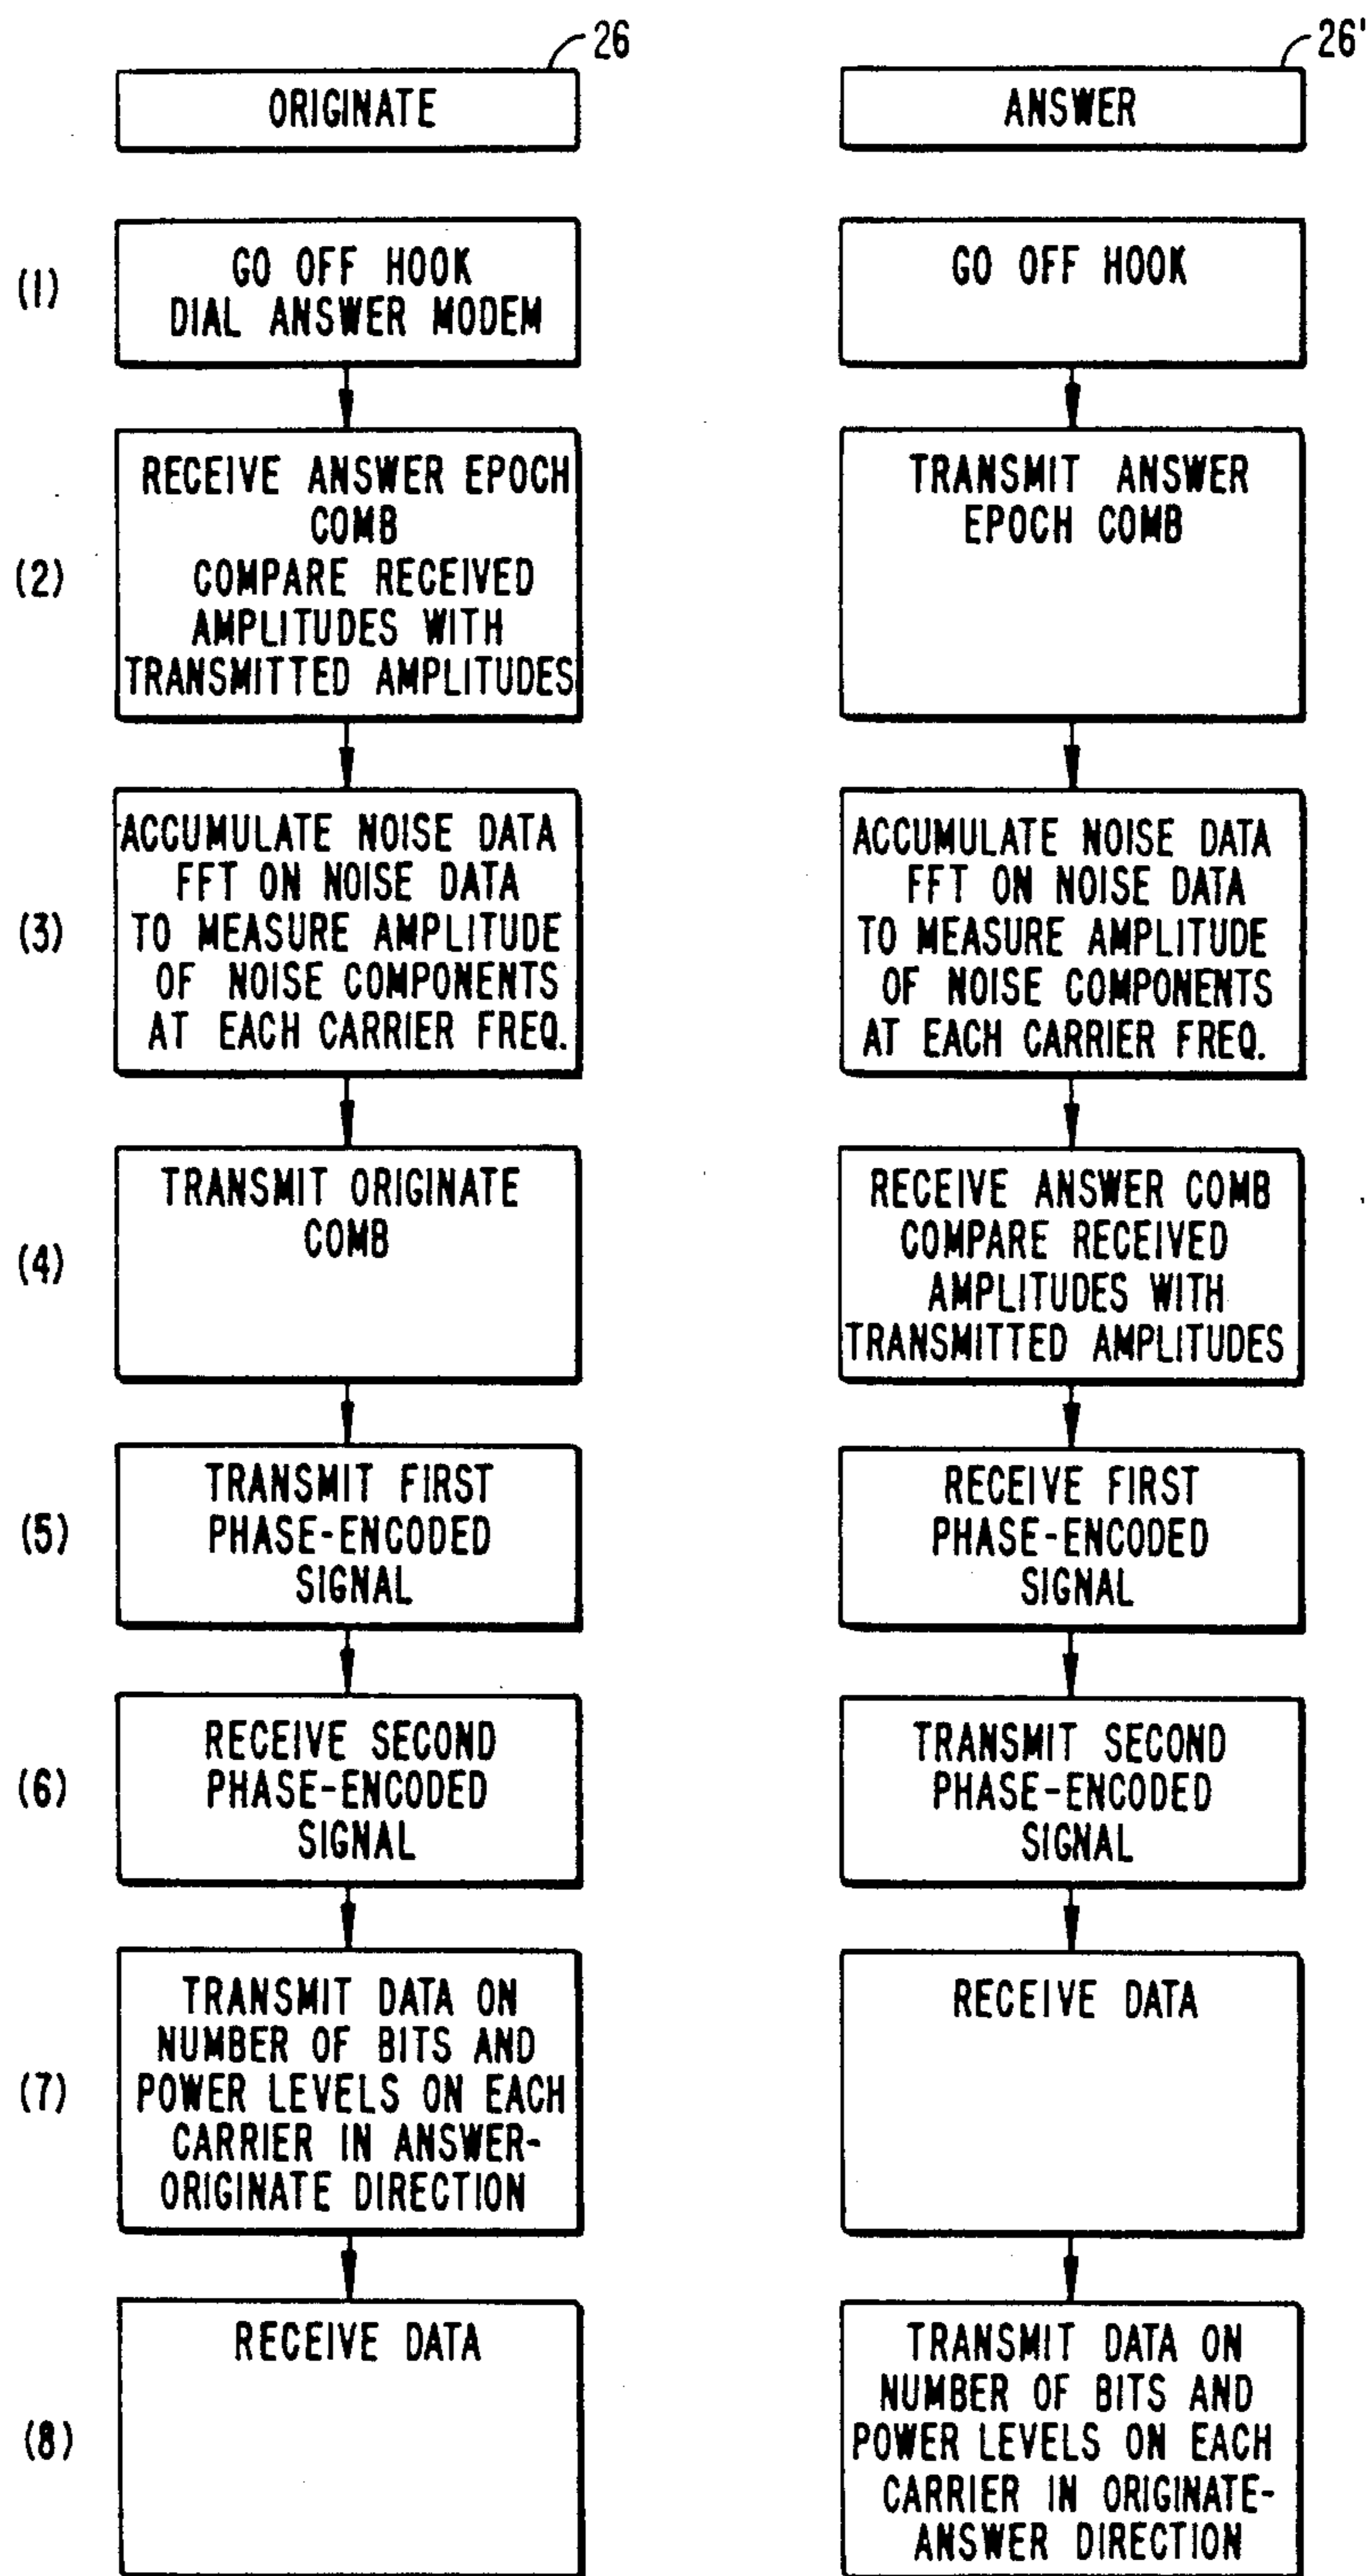 26
26'
ORIGINATE
ANSWER
(1)
GO OFF HOOK
DIAL ANSWER MODEM
GO OFF HOOK
(2)
RECEIVE ANSWER EPOCH
COMB
COMPARE RECEIVED
AMPLITUDES WITH
TRANSMITTED AMPLITUDES
TRANSMIT ANSWER
EPOCH COMB
(3)
ACCUMULATE NOISE DATA
FFT ON NOISE DATA
TO MEASURE AMPLITUDE
OF NOISE COMPONENTS
AT EACH CARRIER FREQ.
ACCUMULATE NOISE DATA
FFT ON NOISE DATA
TO MEASURE AMPLITUDE
OF NOISE COMPONENTS
AT EACH CARRIER FREQ.
(4)
TRANSMIT ORIGINATE
COMB
RECEIVE ANSWER COMB
COMPARE RECEIVED
AMPLITUDES WITH
TRANSMITTED AMPLITUDES
(5)
TRANSMIT FIRST
PHASE-ENCODED
SIGNAL
RECEIVE FIRST
PHASE-ENCODED
SIGNAL
(6)
RECEIVE SECOND
PHASE-ENCODED
SIGNAL
TRANSMIT SECOND
PHASE-ENCODED
SIGNAL
(7)
TRANSMIT DATA ON
NUMBER OF BITS AND
POWER LEVELS ON EACH
CARRIER IN ANSWER-
ORIGINATE DIRECTION
RECEIVE DATA
(8)
RECEIVE DATA
TRANSMIT DATA ON
NUMBER OF BITS AND
POWER LEVELS ON EACH
CARRIER IN ORIGINATE-
ANSWER DIRECTION